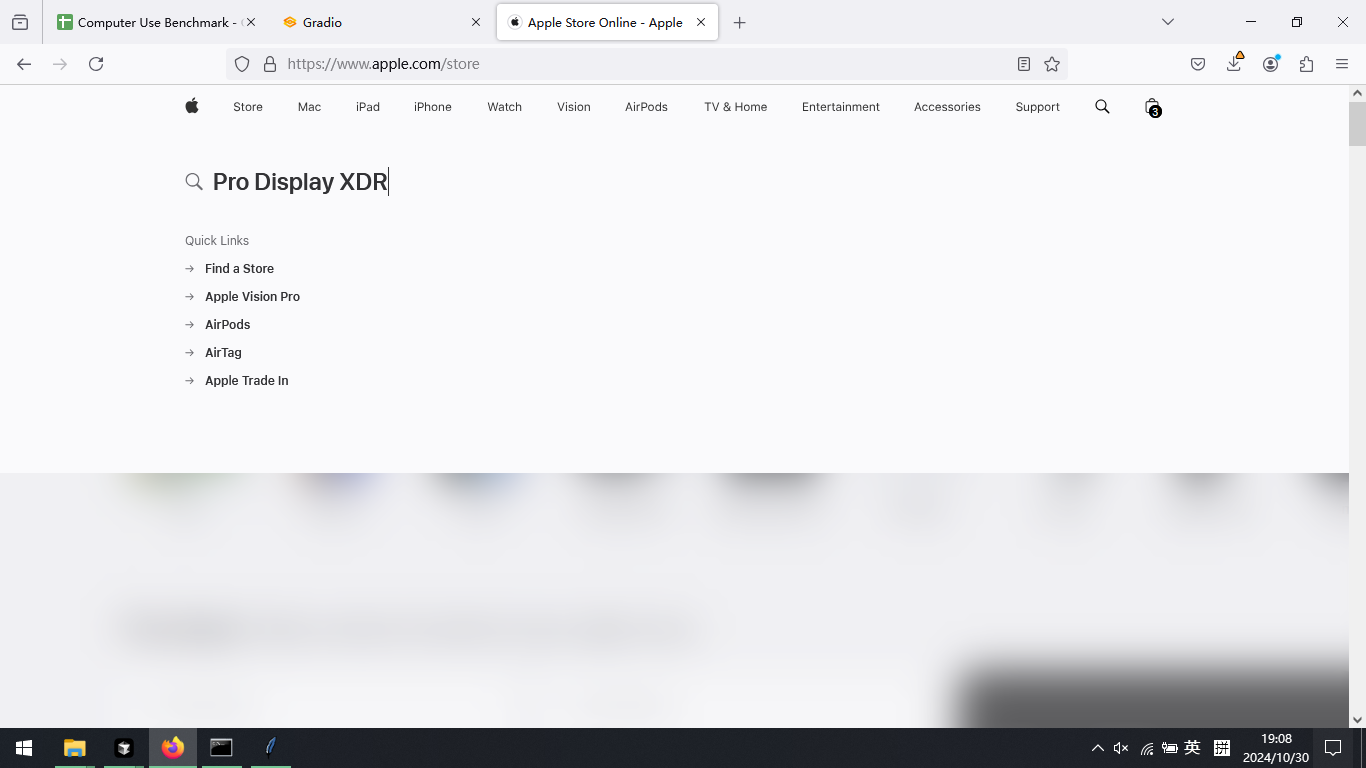 Computer Use Benchmark -
Gradio
Apple Store Online - Apple
https://www.apple.com/store
Store
Mac
iPad
iPhone
Watch
Vision
AirPods
TV & Home
Entertainment
Accessories
Support
3
Pro Display XDR
Quick Links
Find a Store
Apple Vision Pro
AirPods
AirTag
Apple Trade In
英
拼
19:08
2024/10/30